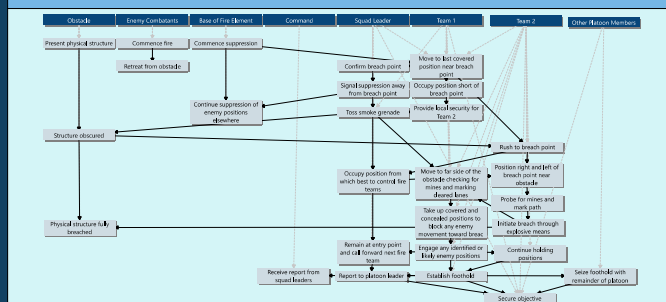 Obstacle
Enemy Combatants
Base of Fire Element
Command
Squad Leader
Team 1
Team 2
Other Platoon Members
Present physical structure
Commence fire
Commence suppression
Retreat from obstacle
Confirm breach point
Move to last covered
position near breach
point
Signal suppression away
from breach point
Occupy position short of
breach point
Continue suppression of
enemy positions
elsewhere
Toss smoke grenade
Provide local security for
Team 2
Structure obscured
Rush to breach point
Occupy position from
which best to control fire
teams
Move to far side of the
obstacle checking for
mines and marking
cleared lanes
Position right and left of
breach point near
obstacle
Probe for mines and
mark path
Physical structure fully
breached
Take up covered and
concealed positions to
block any enemy
movement toward breac
Initiate breach through
explosive means
Remain at entry point
and call forward next fire
team
Engage any identified or
likely enemy positions
Continue holding
positions
Receive report from
squad leaders
Report to platoon leader
Establish foothold
Seize foothold with
remainder of platoon
Secure objective